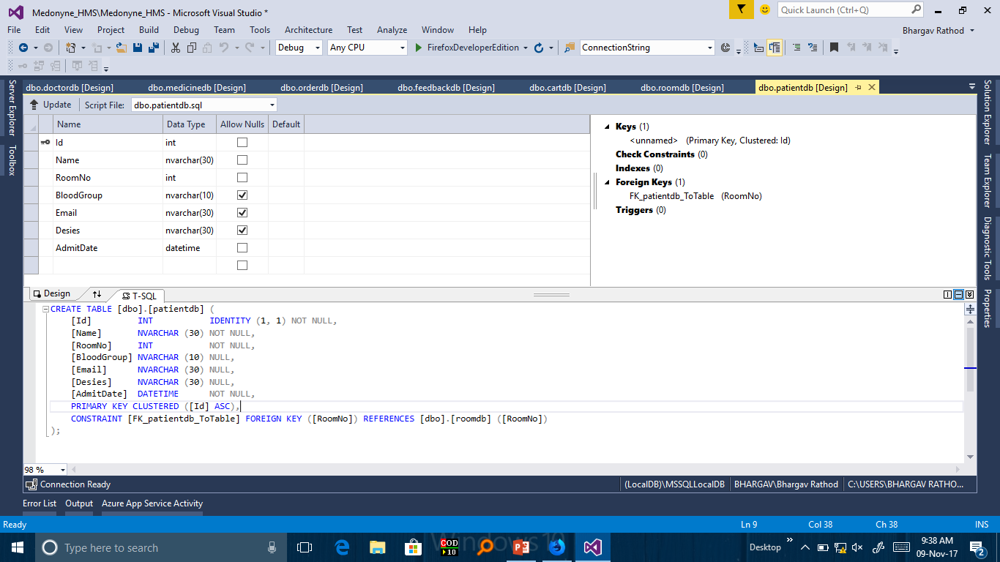 Medonyne_HMS\Medonyne_HMS - Microsoft Visual Studio *
Quick Launch (Ctrl+Q)
File Edit View Project Build Debug Team Tools Architecture Test Analyze Window Help
Bhargav Rathod
Debug Any CPU FirefoxDeveloperEdition ConnectionString
Server Explorer
Toolbox
dbo.doctordb [Design] dbo.medicinedb [Design] dbo.orderdb [Design] dbo.feedbackdb [Design] dbo.cartdb [Design] dbo.roomdb [Design] dbo.patientdb [Design]
Update Script File: dbo.patientdb.sql
Name Data Type Allow Nulls Default
Id int
Name nvarchar(30)
RoomNo int
BloodGroup nvarchar(10)
Email nvarchar(30)
Desies nvarchar(30)
AdmitDate datetime
Keys (1)
<unnamed> (Primary Key, Clustered: Id)
Check Constraints (0)
Indexes (0)
Foreign Keys (1)
FK_patientdb_ToTable (RoomNo)
Triggers (0)
Solution Explorer
Team Explorer
Diagnostic Tools
Properties
Design T-SQL
CREATE TABLE [dbo].[patientdb] (
[Id] INT IDENTITY (1, 1) NOT NULL,
[Name] NVARCHAR (30) NOT NULL,
[RoomNo] INT NOT NULL,
[BloodGroup] NVARCHAR (10) NULL,
[Email] NVARCHAR (30) NULL,
[Desies] NVARCHAR (30) NULL,
[AdmitDate] DATETIME NOT NULL,
PRIMARY KEY CLUSTERED ([Id] ASC),
CONSTRAINT [FK_patientdb_ToTable] FOREIGN KEY ([RoomNo]) REFERENCES [dbo].[roomdb] ([RoomNo])
);
98 %
Connection Ready
(LocalDB)\MSSQLLocalDB BHARGAV\Bhargav Rathod C:\USERS\BHARGAV RATHO...
Error List Output Azure App Service Activity
Ready Ln 9 Col 38 Ch 38 INS
Type here to search
COD
10
Windows 10
Desktop
9:38 AM
09-Nov-17
2